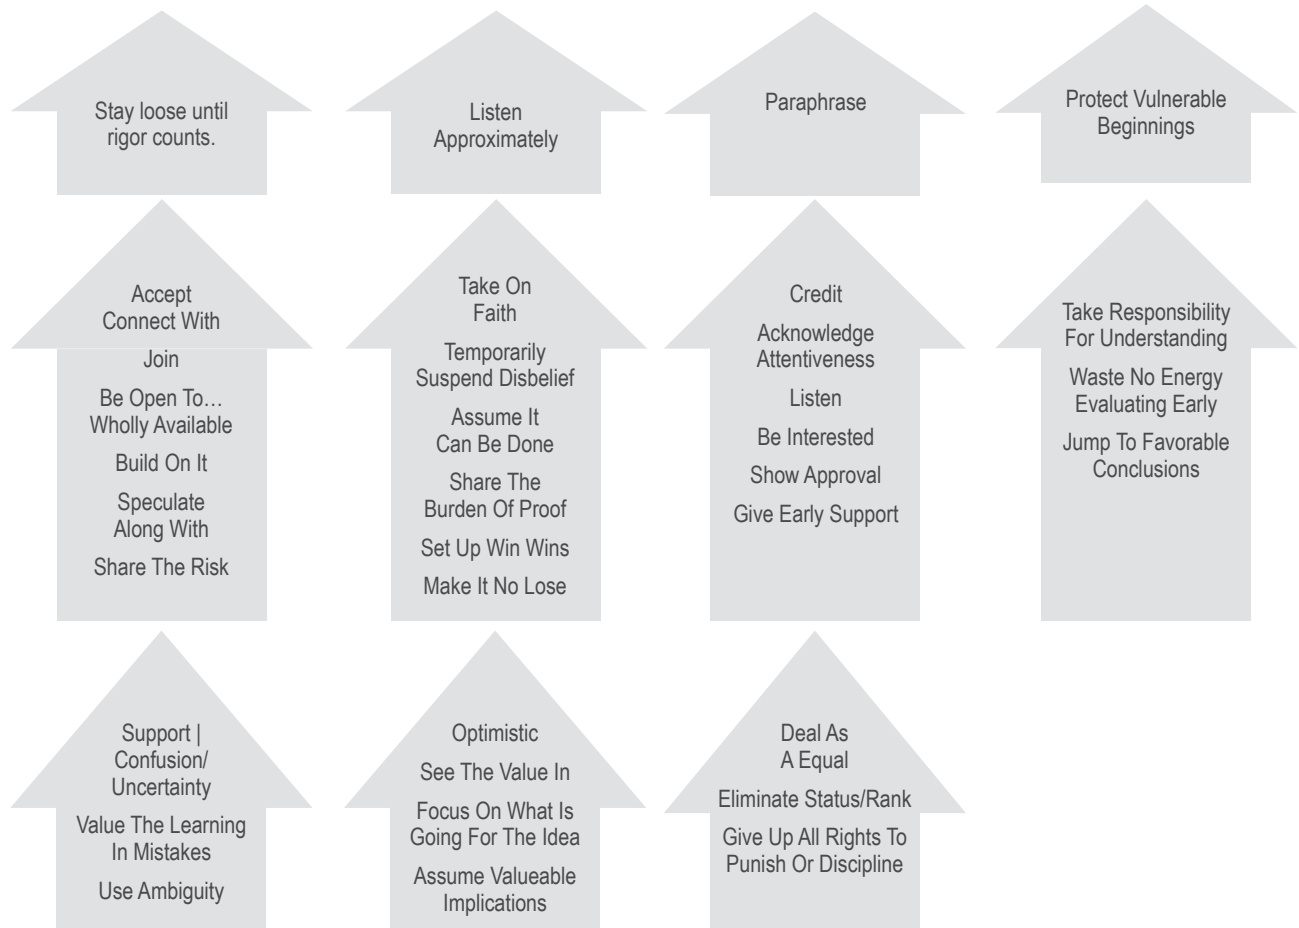 Stay loose until
rigor counts.
Listen
Approximately
Paraphrase
Protect Vulnerable
Beginnings
Accept
Connect With
Join
Be Open To…
Wholly Available
Build On It
Speculate
Along With
Share The Risk
Take On
Faith
Temporarily
Suspend Disbelief
Assume It
Can Be Done
Share The
Burden Of Proof
Set Up Win Wins
Make It No Lose
Credit
Acknowledge
Attentiveness
Listen
Be Interested
Show Approval
Give Early Support
Take Responsibility
For Understanding
Waste No Energy
Evaluating Early
Jump To Favorable
Conclusions
Support |
Confusion/
Uncertainty
Value The Learning
In Mistakes
Use Ambiguity
Optimistic
See The Value In
Focus On What Is
Going For The Idea
Assume Valueable
Implications
Deal As
A Equal
Eliminate Status/Rank
Give Up All Rights To
Punish Or Discipline